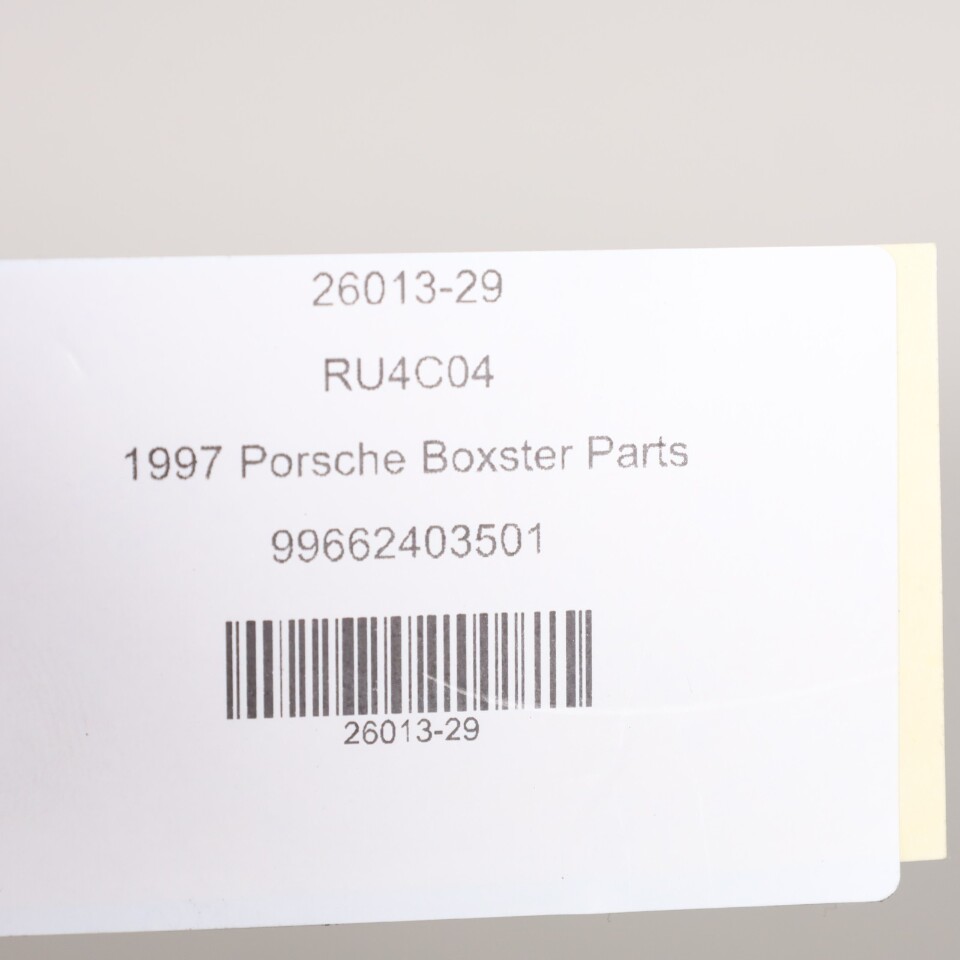 26013-29
RU4C04
1997 Porsche Boxster Parts
99662403501
26013-29